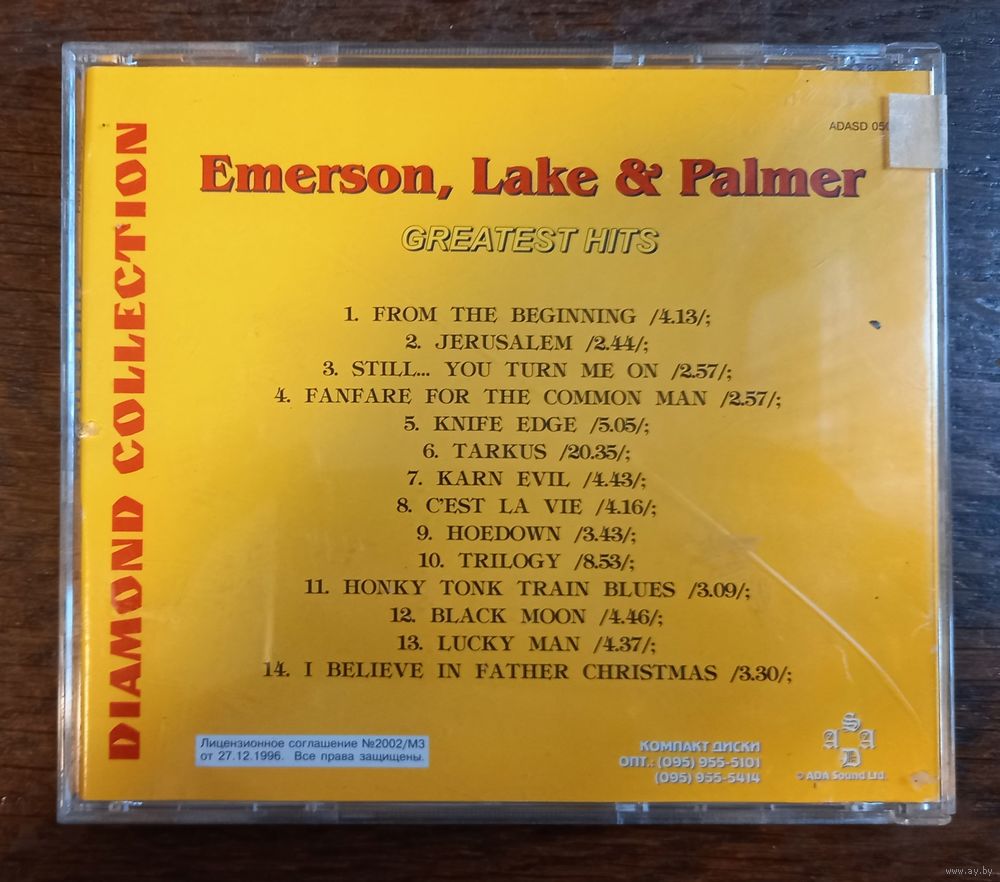 DIAMOND COLLECTION
ADASD
Emerson, Lake & Palmer
GREATEST HITS
1. FROM THE BEGINNING /4.13/;
2. JERUSALEM /2.44/;
3. STILL... YOU TURN ME ON /2.57/;
4. FANFARE FOR THE COMMON MAN /2.57/;
5. KNIFE EDGE /5.05/;
6. TARKUS /20.35/;
7. KARN EVIL /4.43/;
8. C'EST LA VIE /4.16/;
9. HOEDOWN /3.43/;
10. TRILOGY /8.53/;
11. HONKY TONK TRAIN BLUES /3.09/;
12. BLACK MOON /4.46/;
13. LUCKY MAN /4.37/;
14. I BELIEVE IN FATHER CHRISTMAS /3.30/;
Лицензионное соглашение №2002/МЗ
от 27.12.1996. Все права защищены.
КОМПАКТ ДИСКИ
ОПТ.: (095) 955-5101
(095) 955-5414
S
A A
D
© ADA Sound Ltd.
www.ay.by